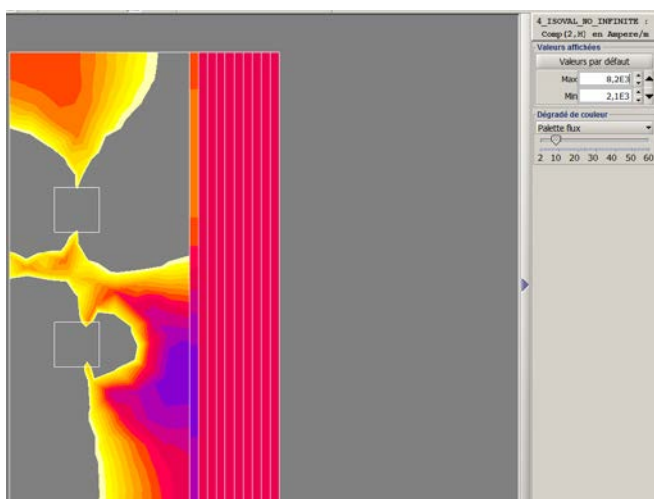 4_ISOVAL_NO_INFINITE :
Comp(2,H) en Ampere/m
Valeurs affichées
Valeurs par défaut
Max 8,2E3
Min 2,1E3
Dégradé de couleur
Palette flux
2 10 20 30 40 50 60